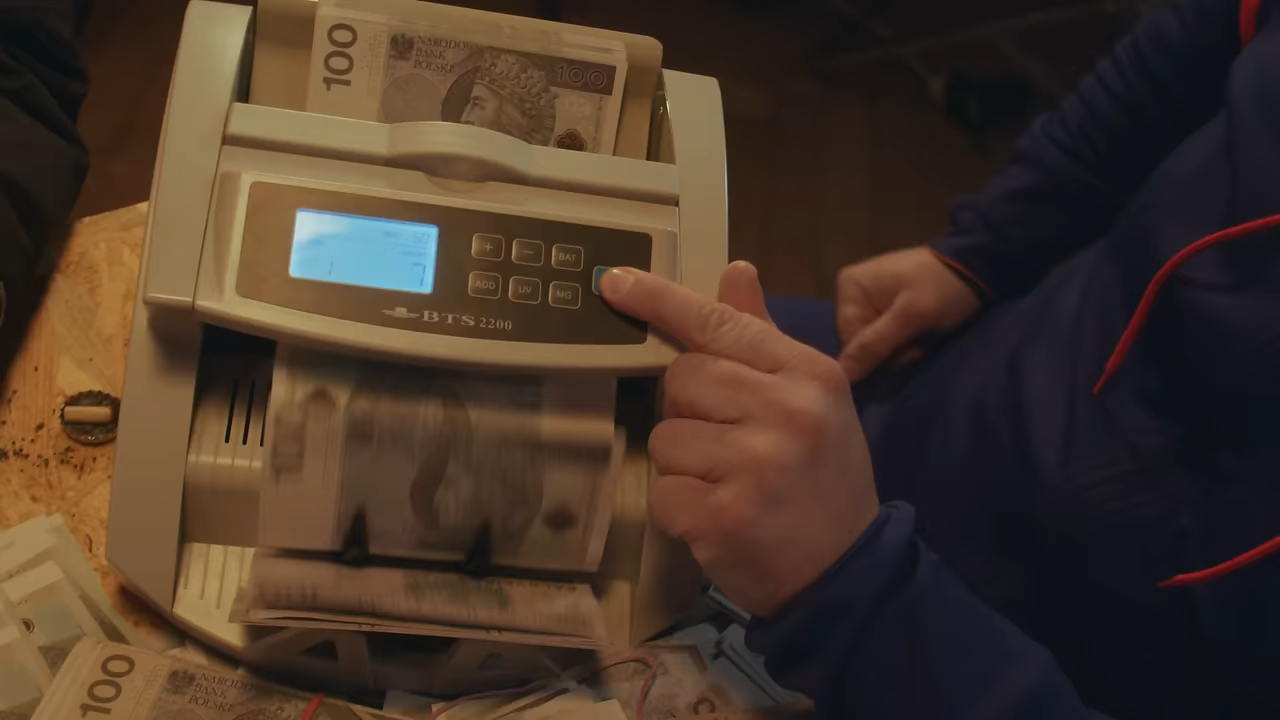 100
NARODOWY
BANK
POLSKI
100
+
-
BAT
ADD
UV
MG
BTS 2200
100
NARODOWY
BANK
POLSKI